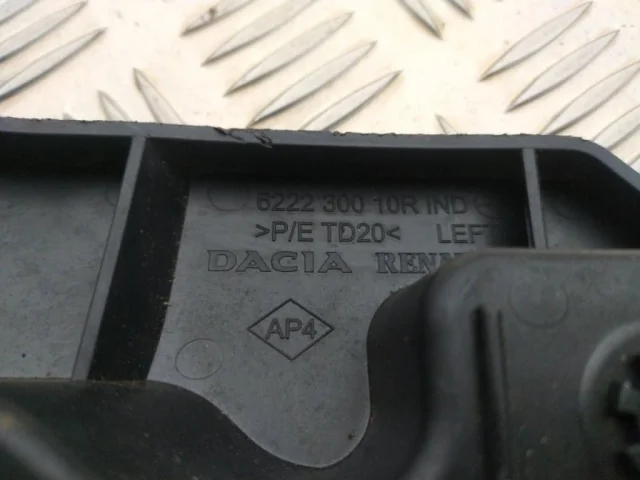 6222 300 10R IND
>P/E TD20< LEFT
DACIA
AP4